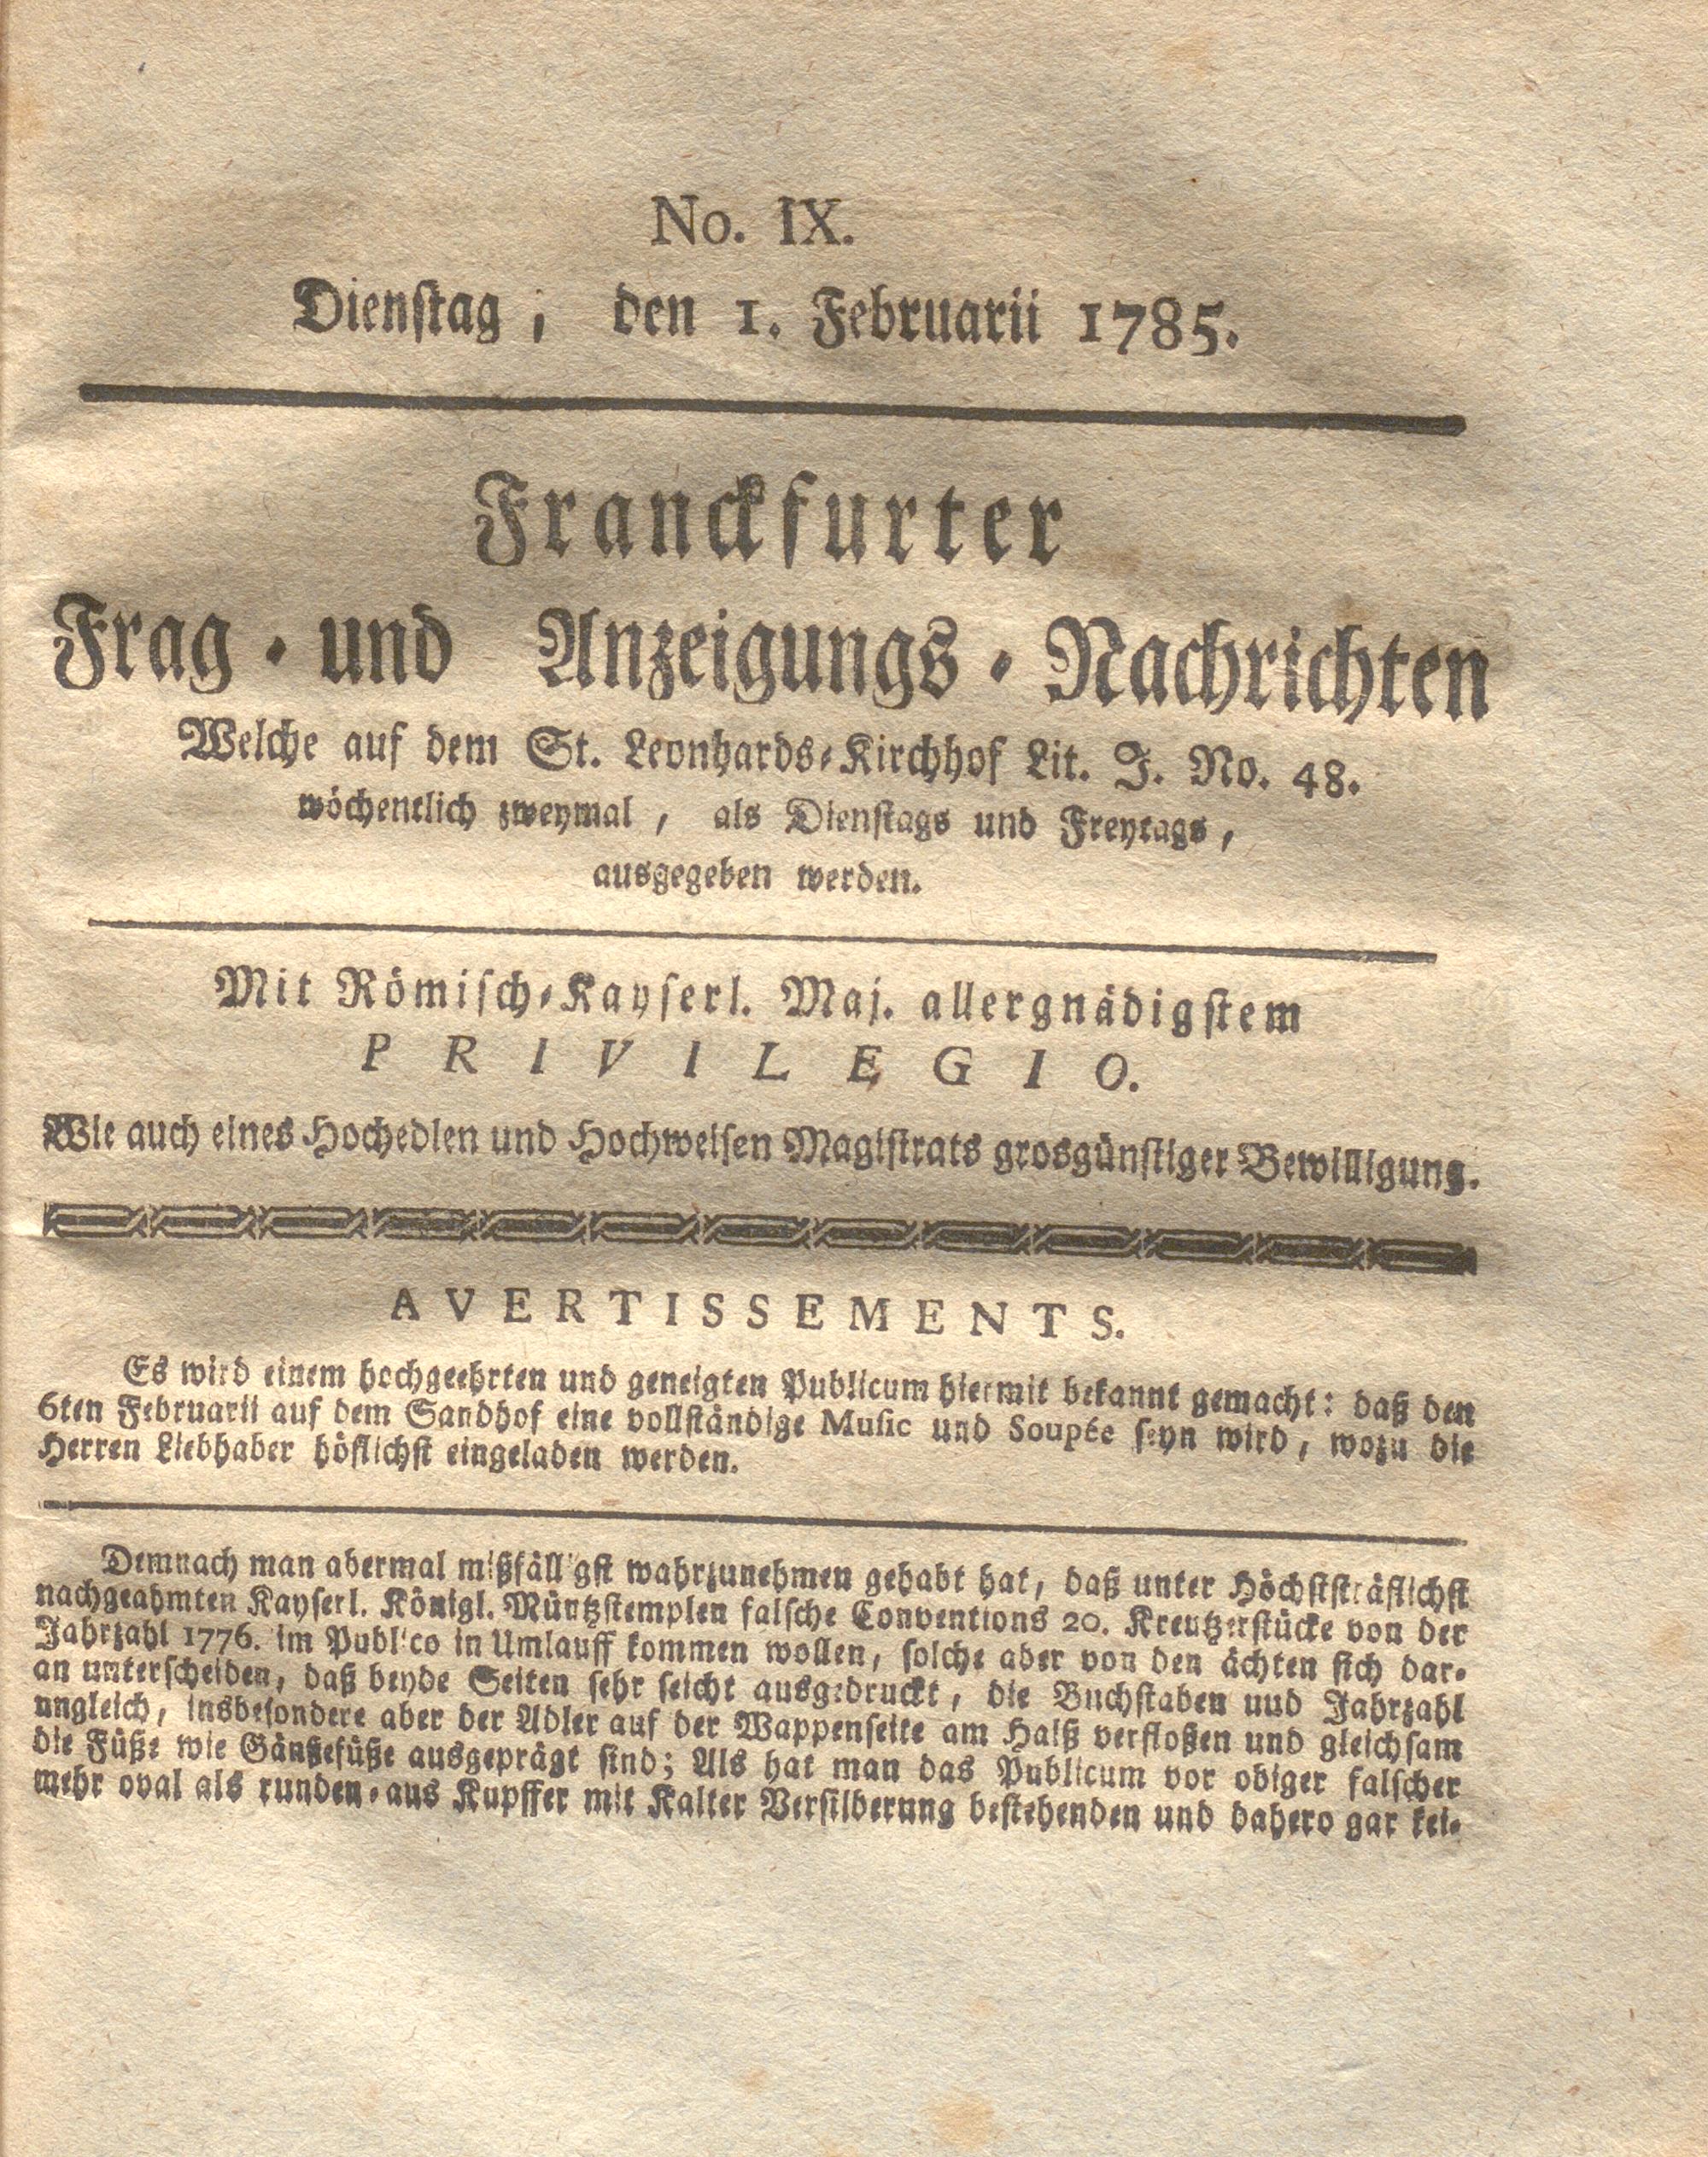 No. IX.
Dienstag, den 1. Februarii 1785.
Franckfurter
Frag- und Anzeigungs-Nachrichten
Welche auf dem St. Leonhards-Kirchhof Lit. J. No. 48.
wöchentlich zweymal, als Dienstags und Freytags,
ausgegeben werden.
Mit Römisch-Kayserl. Maj. allergnädigstem
PRIVILEGIO.
Wie auch eines Hochedlen und Hochweisen Magistrats grosgünstiger Bewilligung.
AVERTISSEMENTS.
Es wird einem hochgeehrten und geneigten Publicum hiermit bekannt gemacht: daß den
6ten Februarii auf dem Sandhof eine vollständige Music und Soupée seyn wird, wozu die
Herren Liebhaber höflichst eingeladen werden.
Demnach man abermal mißfälligst wahrzunehmen gehabt hat, daß unter Höchststräflichst
nachgeahmten Kayserl. Königl. Müntzstemplen falsche Conventions 20. Kreutzerstücke von der
Jahrzahl 1776. im Publico in Umlauff kommen wollen, solche aber von den ächten sich dar-
an unterscheiden, daß beyde Seiten sehr seicht ausgedruckt, die Buchstaben und Jahrzahl
ungleich, insbesondere aber der Adler auf der Wappenseite am Halß verfloßen und gleichsam
die Füße wie Gänßefüße ausgeprägt sind; Als hat man das Publicum vor obiger falscher
mehr oval als runden-aus Kupffer mit Kalter Versilberung bestehenden und dahero gar kei-